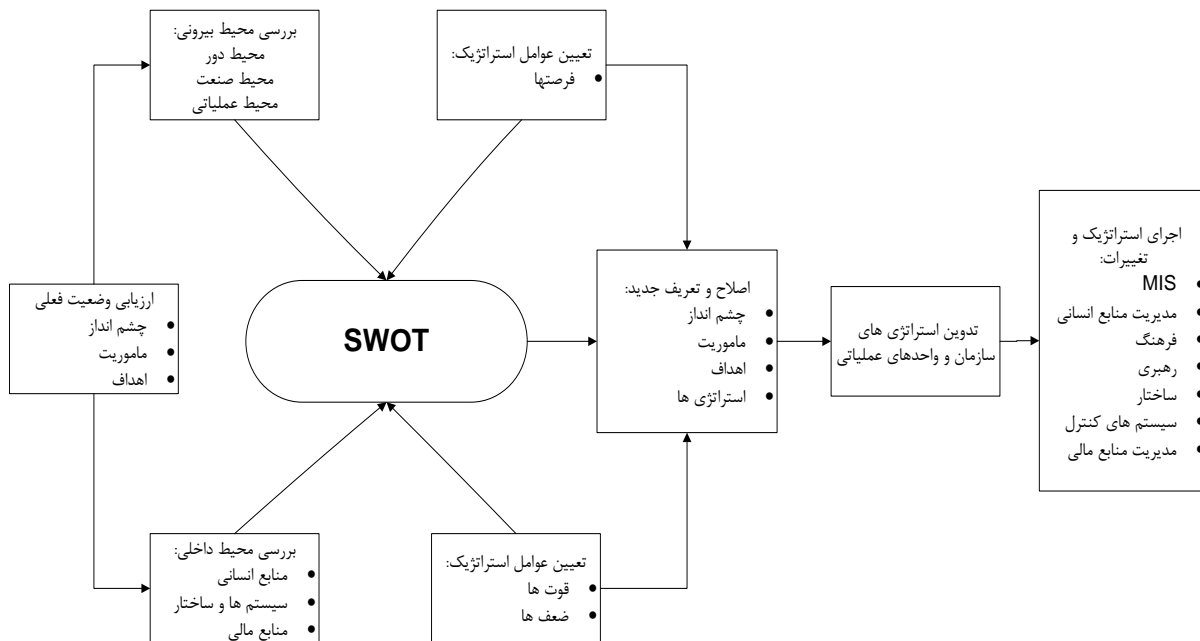 بررسی محیط بیرونی:
محیط دور
محیط صنعت
محیط عملیاتی
تعیین عوامل استراتژیک:
• فرصتها
ارزیابی وضعیت فعلی
• چشم انداز
• ماموریت
• اهداف
SWOT
اصلاح و تعریف جدید:
• چشم انداز
• ماموریت
• اهداف
• استراتژی ها
تدوین استراتژی های
سازمان و واحدهای عملیاتی
اجرای استراتژیک و
تغییرات:
• MIS
• مدیریت منابع انسانی
• فرهنگ
• رهبری
• ساختار
• سیستم های کنترل
• مدیریت منابع مالی
بررسی محیط داخلی:
• منابع انسانی
• سیستم ها و ساختار
• منابع مالی
تعیین عوامل استراتژیک:
• قوت ها
• ضعف ها